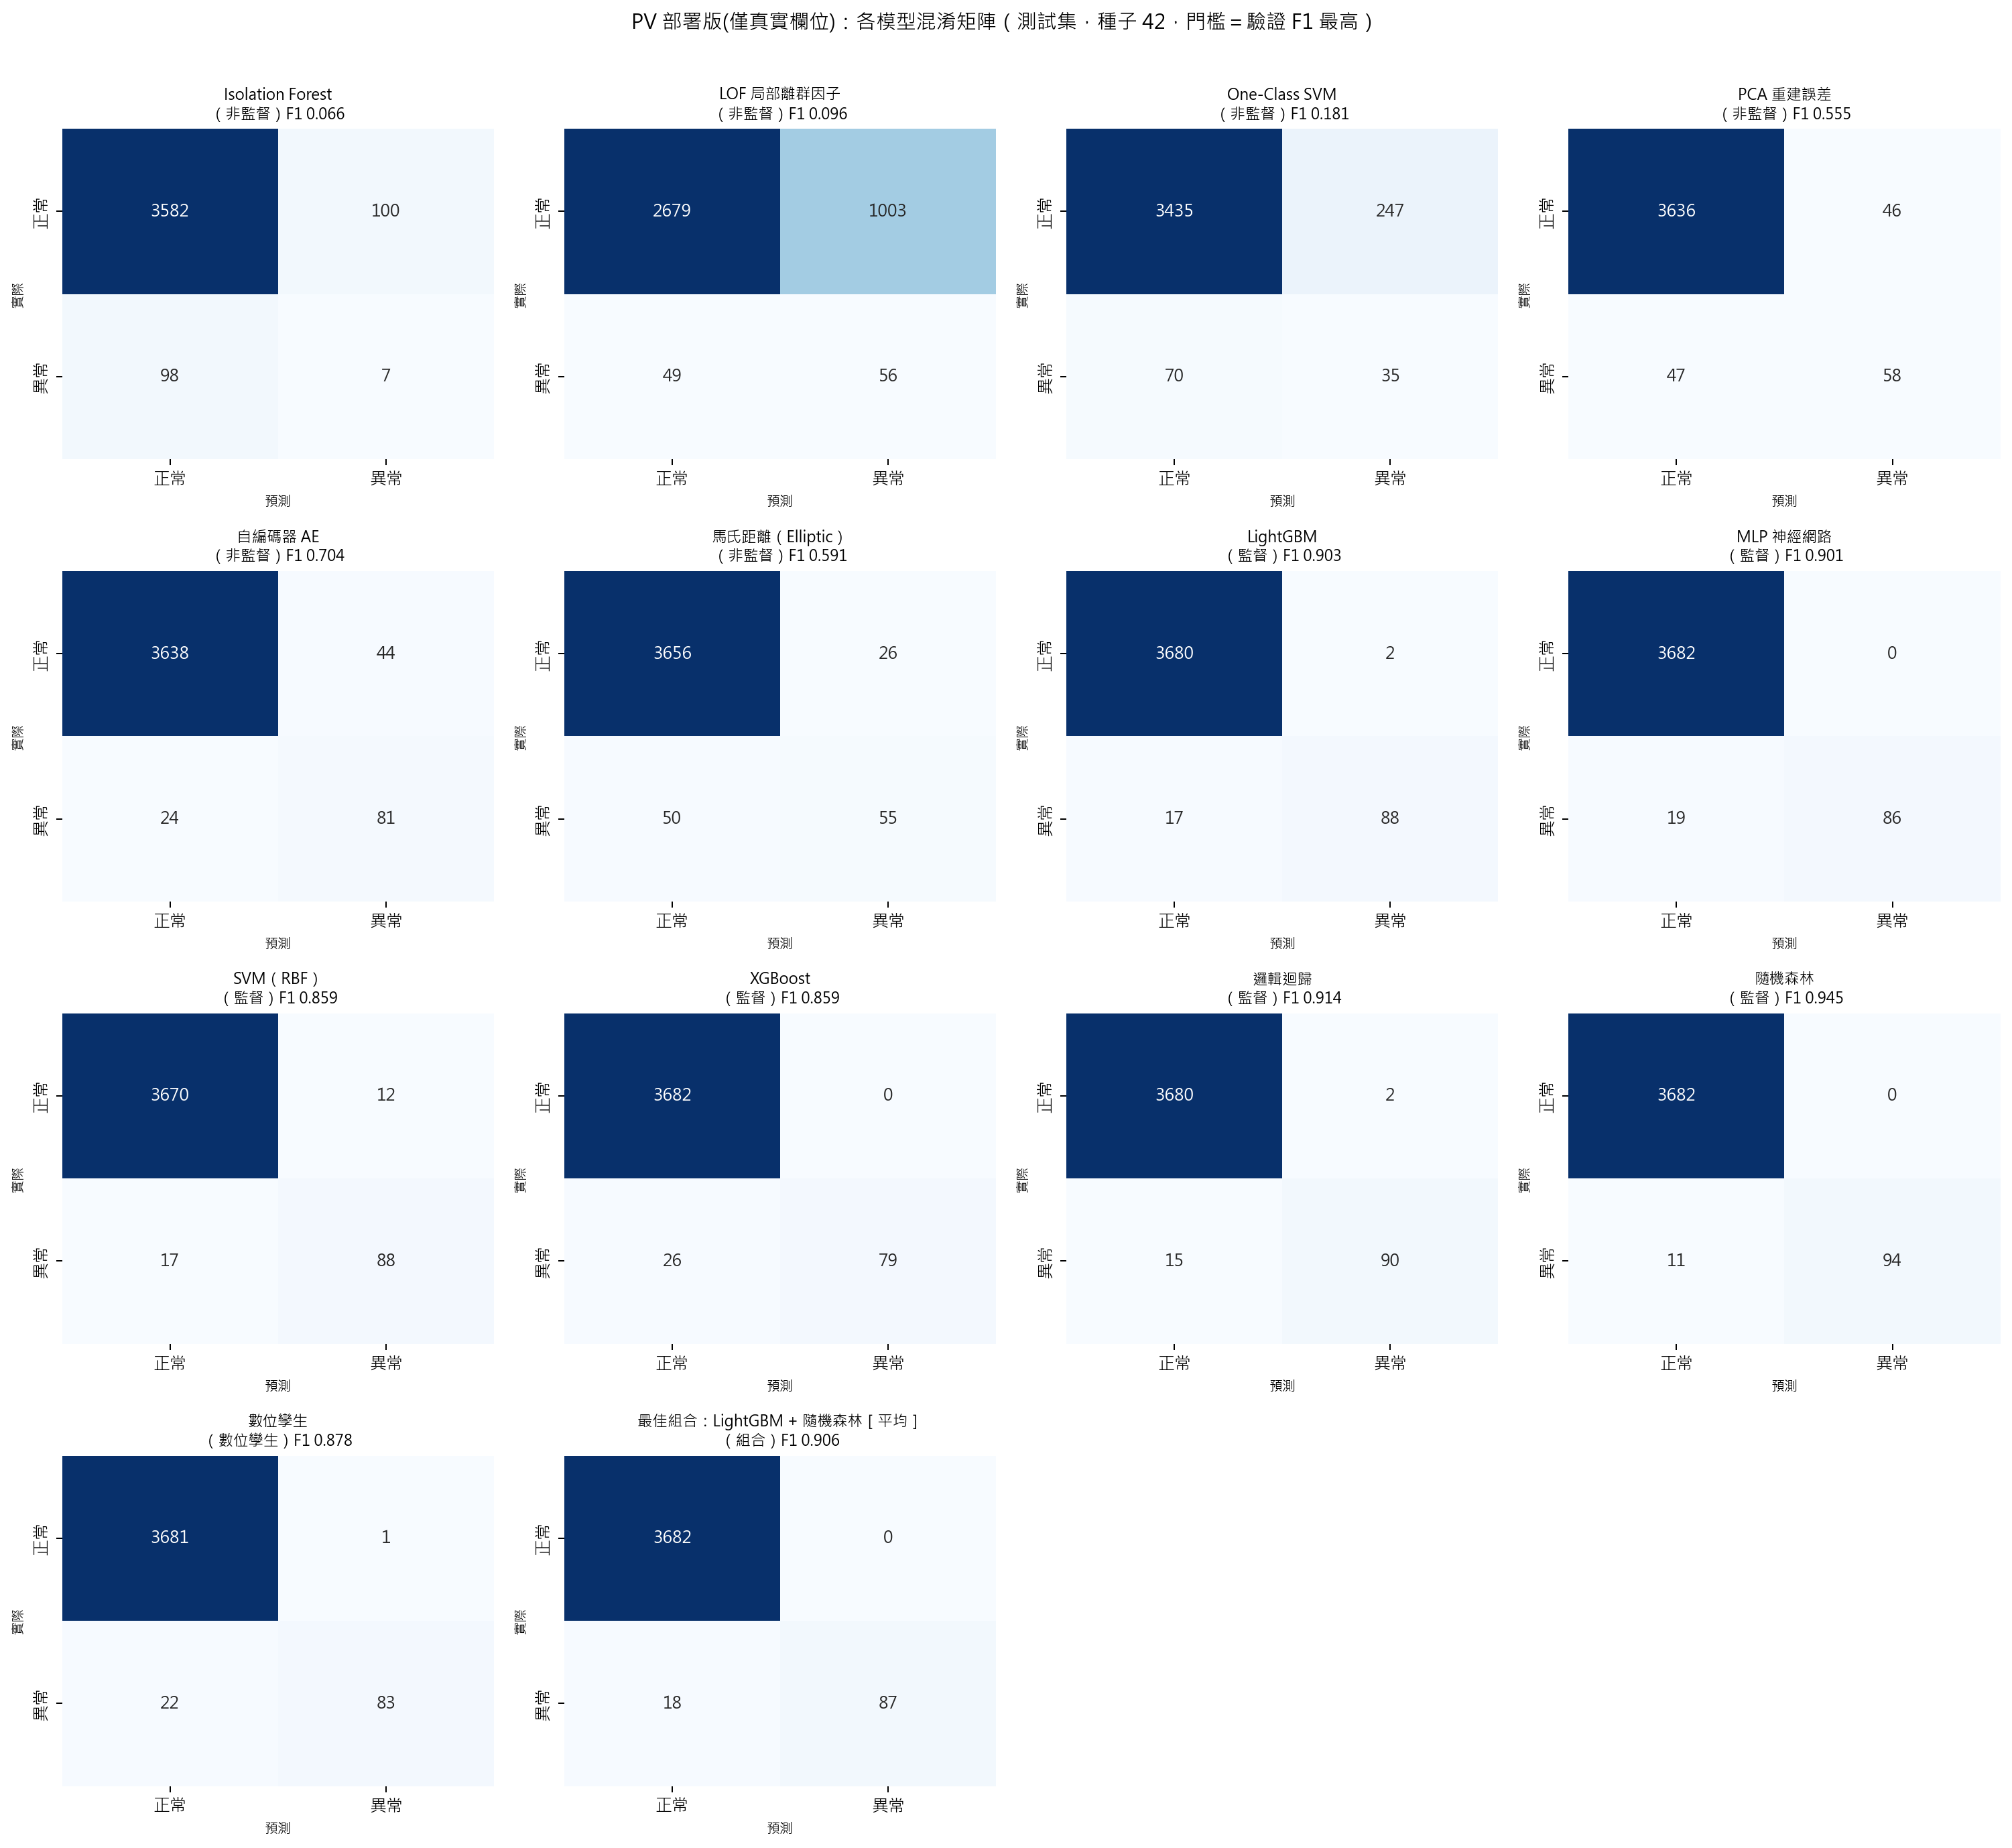 PV 部署版(僅真實欄位)：各模型混淆矩陣（測試集，種子 42，門檻＝驗證 F1 最高）
Isolation Forest
（非監督）F1 0.066
正常
3582
100
實際
異常
98
7
正常
異常
預測
LOF 局部離群因子
（非監督）F1 0.096
正常
2679
1003
實際
異常
49
56
正常
異常
預測
One-Class SVM
（非監督）F1 0.181
正常
3435
247
實際
異常
70
35
正常
異常
預測
PCA 重建誤差
（非監督）F1 0.555
正常
3636
46
實際
異常
47
58
正常
異常
預測
自編碼器 AE
（非監督）F1 0.704
正常
3638
44
實際
異常
24
81
正常
異常
預測
馬氏距離（Elliptic）
（非監督）F1 0.591
正常
3656
26
實際
異常
50
55
正常
異常
預測
LightGBM
（監督）F1 0.903
正常
3680
2
實際
異常
17
88
正常
異常
預測
MLP 神經網路
（監督）F1 0.901
正常
3682
0
實際
異常
19
86
正常
異常
預測
SVM（RBF）
（監督）F1 0.859
正常
3670
12
實際
異常
17
88
正常
異常
預測
XGBoost
（監督）F1 0.859
正常
3682
0
實際
異常
26
79
正常
異常
預測
邏輯迴歸
（監督）F1 0.914
正常
3680
2
實際
異常
15
90
正常
異常
預測
隨機森林
（監督）F1 0.945
正常
3682
0
實際
異常
11
94
正常
異常
預測
數位孿生
（數位孿生）F1 0.878
正常
3681
1
實際
異常
22
83
正常
異常
預測
最佳組合：LightGBM + 隨機森林［平均］
（組合）F1 0.906
正常
3682
0
實際
異常
18
87
正常
異常
預測